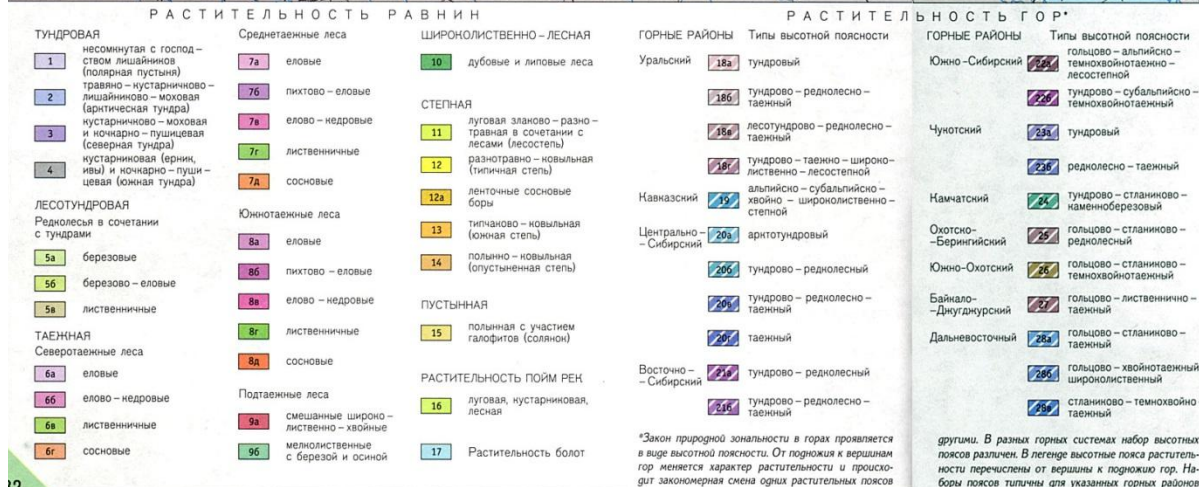 РАСТИТЕЛЬНОСТЬ РАВНИН
ТУНДРОВАЯ
1 несомкнутая с господ–
ством лишайников
(полярная пустыня)
2 травяно–кустарничково–
лишайниково–моховая
(арктическая тундра)
3 кустарничково–моховая
и кочкарно–пушицевая
(северная тундра)
4 кустарниковая (ерник,
ивы) и кочкарно–пуши–
цевая (южная тундра)
ЛЕСОТУНДРОВАЯ
Редколесья в сочетании
с тундрами
5а березовые
5б березово–еловые
5в лиственничные
ТАЕЖНАЯ
Северотаежные леса
6а еловые
6б елово–кедровые
6в лиственничные
6г сосновые
Среднетаежные леса
7а еловые
7б пихтово–еловые
7в елово–кедровые
7г лиственничные
7д сосновые
Южнотаежные леса
8а еловые
8б пихтово–еловые
8в елово–кедровые
8г лиственничные
8д сосновые
Подтаежные леса
9а смешанные широко–
лиственно–хвойные
9б мелколиственные
с березой и осиной
ШИРОКОЛИСТВЕННО–ЛЕСНАЯ
10 дубовые и липовые леса
СТЕПНАЯ
11 луговая злаково–разно–
травная в сочетании с
лесами (лесостепь)
12 разнотравно–ковыльная
(типичная степь)
12а ленточные сосновые
боры
13 типчаково–ковыльная
(южная степь)
14 полынно–ковыльная
(опустыненная степь)
ПУСТЫННАЯ
15 полынная с участием
галофитов (солянок)
РАСТИТЕЛЬНОСТЬ ПОЙМ РЕК
16 луговая, кустарниковая,
лесная
17 Растительность болот
РАСТИТЕЛЬНОСТЬ ГОР*
ГОРНЫЕ РАЙОНЫ Типы высотной поясности
Уральский 18а тундровый
18б тундрово–редколесно–
таежный
18в лесотундрово–редколесно–
таежный
18г тундрово–таежно–широко–
лиственно–лесостепной
Кавказский 19 альпийско–субальпийско–
хвойно–широколиственно–
степной
Центрально–
–Сибирский 20а арктотундровый
20б тундрово–редколесный
20в тундрово–редколесно–
таежный
20г таежный
Восточно–
–Сибирский 21а тундрово–редколесный
21б тундрово–редколесно–
таежный
*Закон природной зональности в горах проявляется
в виде высотной поясности. От подножия к вершинам
гор меняется характер растительности и происхо-
дит закономерная смена одних растительных поясов
ГОРНЫЕ РАЙОНЫ Типы высотной поясности
Южно–Сибирский 22а гольцово–альпийско–
темнохвойнотаежно–
лесостепной
22б тундрово–субальпийско–
темнохвойнотаежный
Чукотский 23а тундровый
23б редколесно–таежный
Камчатский 24 тундрово–стланиково–
каменноберезовый
Охотско–
–Берингийский 25 гольцово–стланиково–
редколесный
Южно–Охотский 26 гольцово–стланиково–
темнохвойнотаежный
Байкало–
–Джугджурский 27 гольцово–лиственнично–
таежный
Дальневосточный 28а гольцово–стланиково–
таежный
28б гольцово–хвойнотаежный
широколиственный
28в стланиково–темнохвойно
таежный
другими. В разных горных системах набор высотных
поясов различен. В легенде высотные пояса раститель-
ности перечислены от вершины к подножию гор. На-
боры поясов типичны для указанных горных районов